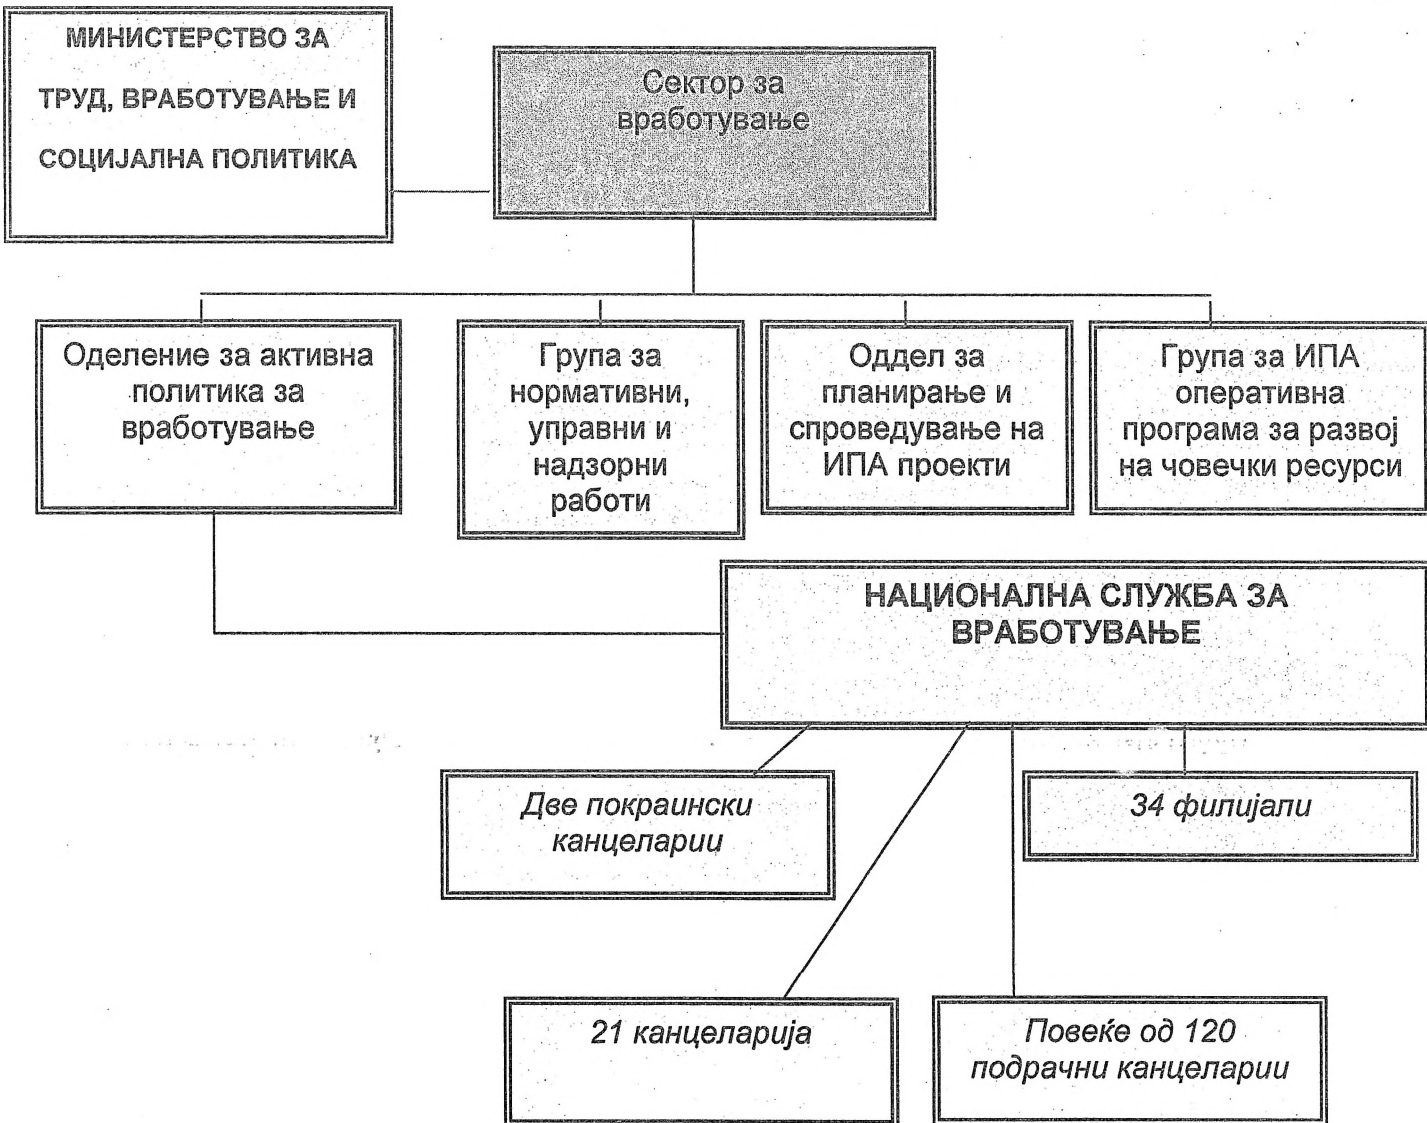 МИНИСТЕРСТВО ЗА
ТРУД, ВРАБОТУВАЊЕ И
СОЦИЈАЛНА ПОЛИТИКА
Сектор за
вработување
Оделение за активна
политика за
вработување
Група за
нормативни,
управни и
надзорни
работи
Оддел за
планирање и
спроведување на
ИПА проекти
Група за ИПА
оперативна
програма за развој
на човечки ресурси
НАЦИОНАЛНА СЛУЖБА ЗА
ВРАБОТУВАЊЕ
Две покраински
канцеларии
34 филијали
21 канцеларија
Повеќе од 120
подрачни канцеларии